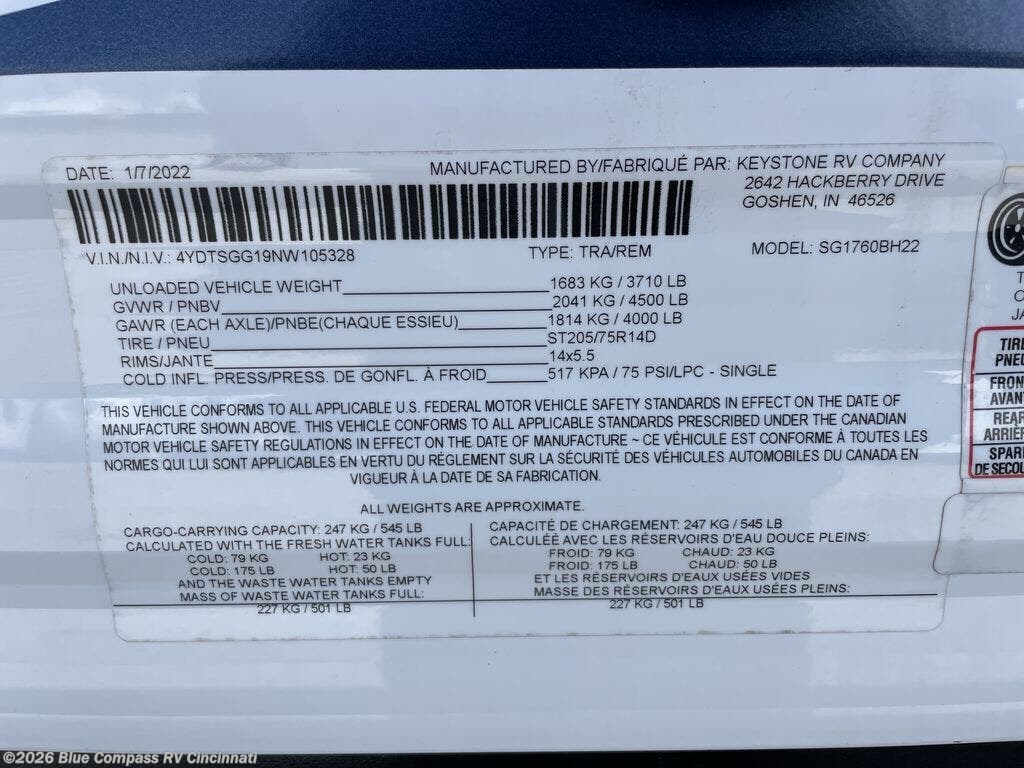 DATE: 1/7/2022
MANUFACTURED BY/FABRIQUÉ PAR: KEYSTONE RV COMPANY
2642 HACKBERRY DRIVE
GOSHEN, IN 46526
V.I.N./N.I.V.: 4YDTSGG19NW105328 TYPE: TRA/REM MODEL: SG1760BH22
UNLOADED VEHICLE WEIGHT 1683 KG / 3710 LB
GVWR / PNBV 2041 KG / 4500 LB
GAWR (EACH AXLE)/PNBE(CHAQUE ESSIEU) 1814 KG / 4000 LB
TIRE / PNEU ST205/75R14D
RIMS/JANTE 14x5.5
COLD INFL. PRESS/PRESS. DE GONFL. À FROID 517 KPA / 75 PSI/LPC - SINGLE
THIS VEHICLE CONFORMS TO ALL APPLICABLE U.S. FEDERAL MOTOR VEHICLE SAFETY STANDARDS IN EFFECT ON THE DATE OF
MANUFACTURE SHOWN ABOVE. THIS VEHICLE CONFORMS TO ALL APPLICABLE STANDARDS PRESCRIBED UNDER THE CANADIAN
MOTOR VEHICLE SAFETY REGULATIONS IN EFFECT ON THE DATE OF MANUFACTURE ~ CE VÉHICULE EST CONFORME À TOUTES LES
NORMES QUI LUI SONT APPLICABLES EN VERTU DU RÉGLEMENT SUR LA SÉCURITÉ DES VÉHICULES AUTOMOBILES DU CANADA EN
VIGUEUR À LA DATE DE SA FABRICATION.
ALL WEIGHTS ARE APPROXIMATE.
CARGO-CARRYING CAPACITY: 247 KG / 545 LB
CALCULATED WITH THE FRESH WATER TANKS FULL:
COLD: 79 KG HOT: 23 KG
COLD: 175 LB HOT: 50 LB
AND THE WASTE WATER TANKS EMPTY
MASS OF WASTE WATER TANKS FULL:
227 KG / 501 LB
CAPACITÉ DE CHARGEMENT: 247 KG / 545 LB
CALCULÉE AVEC LES RÉSERVOIRS D'EAU DOUCE PLEINS:
FROID: 79 KG CHAUD: 23 KG
FROID: 175 LB CHAUD: 50 LB
ET LES RÉSERVOIRS D'EAUX USÉES VIDES
MASSE DES RÉSERVOIRS D'EAUX USÉES PLEINS:
227 KG / 501 LB
TIRE
PNEU
FRON
AVAN
REAR
ARRIÈR
SPAR
DE SECOU
©2026 Blue Compass RV Cincinnati